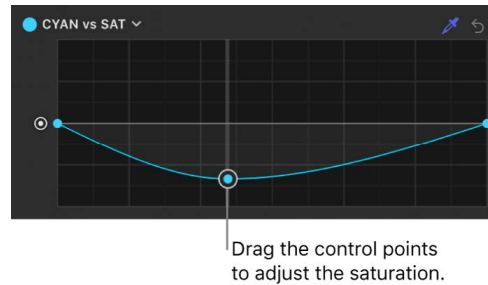 CYAN vs SAT
Drag the control points
to adjust the saturation.